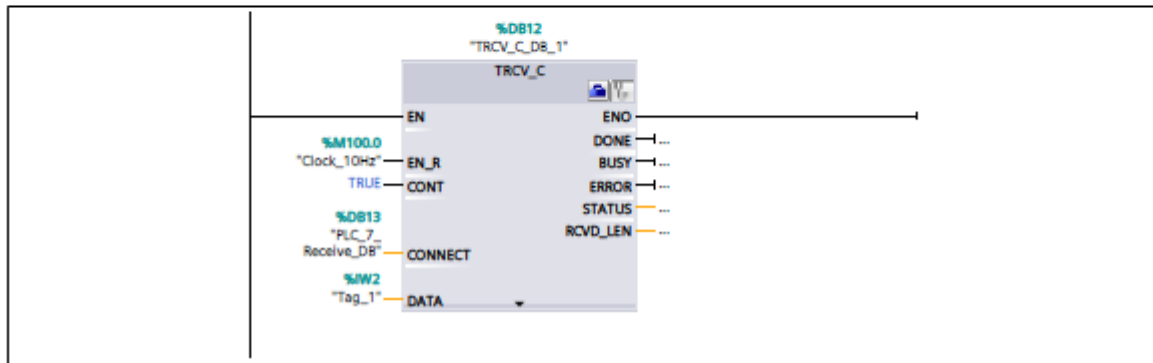 %DB12
"TRCV_C_DB_1"
TRCV_C
EN ENO
DONE ...
%M100.0
"Clock_10Hz" EN_R BUSY ...
TRUE CONT ERROR ...
STATUS ...
%DB13
"PLC_7_
RCVD_LEN ...
Receive_DB" CONNECT
%IW2
"Tag_1" DATA